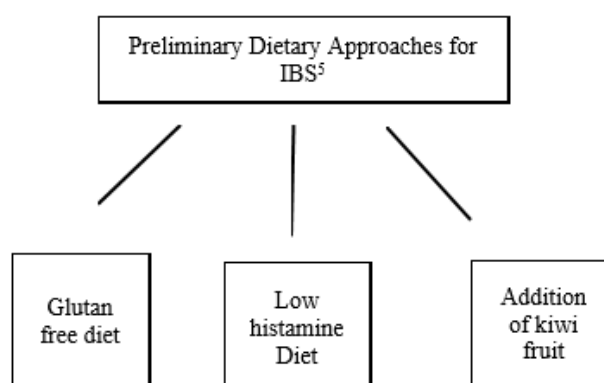 Preliminary Dietary Approaches for
IBS⁵
Glutan
free diet
Low
histamine
Diet
Addition
of kiwi
fruit